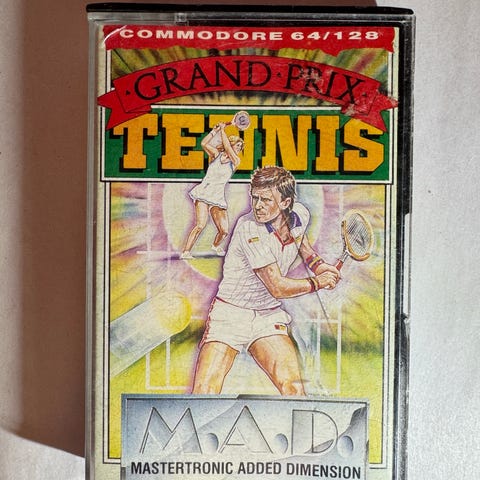 COMMODORE 64/128
GRAND PRIX
TENNIS
M.A.D.
MASTERTRONIC ADDED DIMENSION